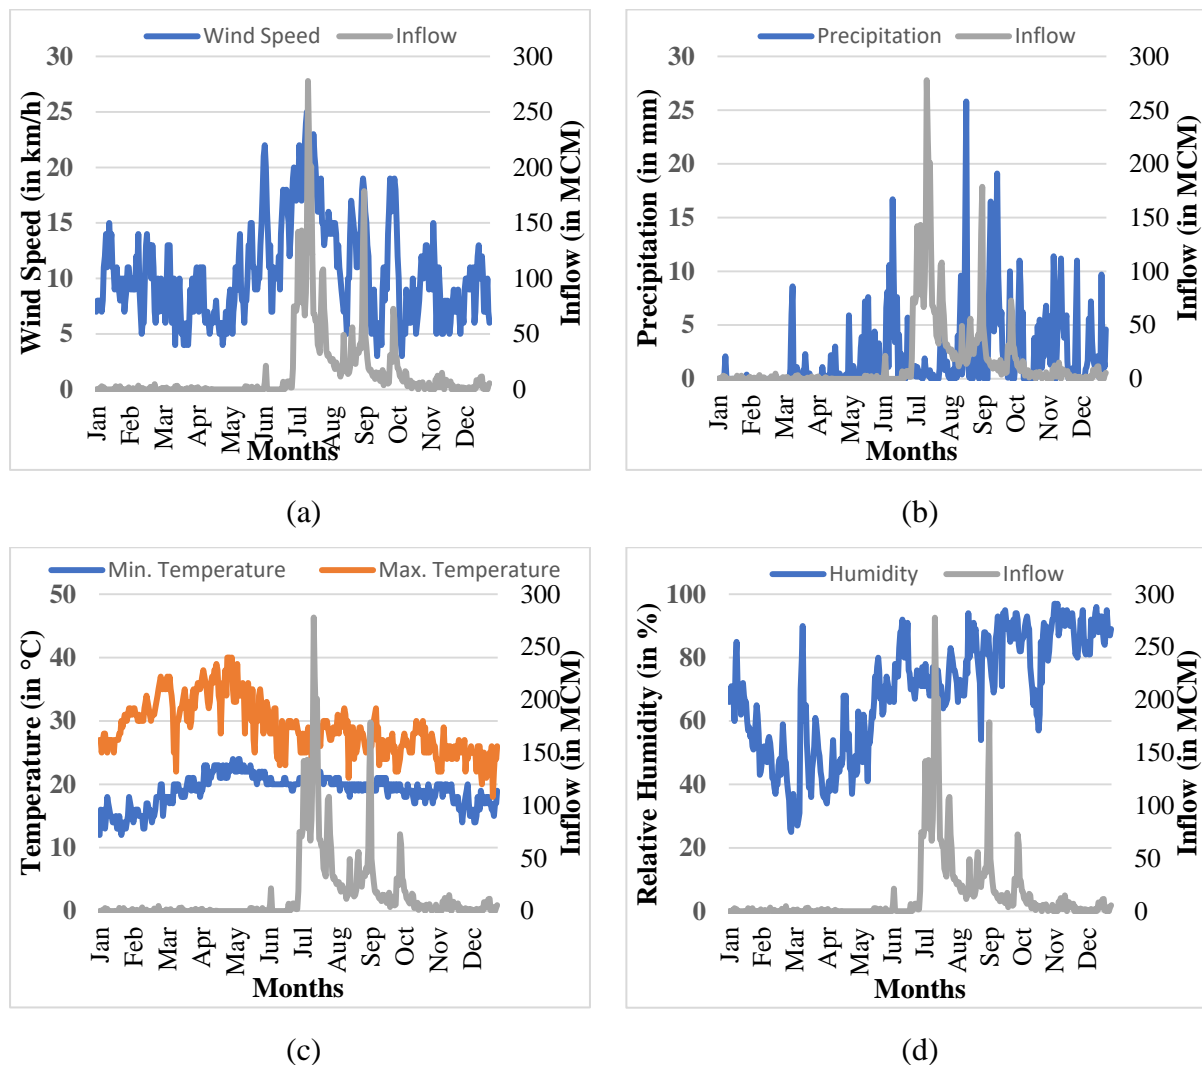 Wind Speed Inflow
Wind Speed (in km/h)
30
25
20
15
10
5
0
300
250
200
150
100
50
0
Inflow (in MCM)
Jan Feb Mar Apr May Jun Jul Aug Sep Oct Nov Dec
Months
(a)
Precipitation Inflow
Precipitation (in mm)
30
25
20
15
10
5
0
300
250
200
150
100
50
0
Inflow (in MCM)
Jan Feb Mar Apr May Jun Jul Aug Sep Oct Nov Dec
Months
(b)
Min. Temperature Max. Temperature
Temperature (in °C)
50
40
30
20
10
0
300
250
200
150
100
50
0
Inflow (in MCM)
Jan Feb Mar Apr May Jun Jul Aug Sep Oct Nov Dec
Months
(c)
Humidity Inflow
Relative Humidity (in %)
100
80
60
40
20
0
300
250
200
150
100
50
0
Inflow (in MCM)
Jan Feb Mar Apr May Jun Jul Aug Sep Oct Nov Dec
Months
(d)